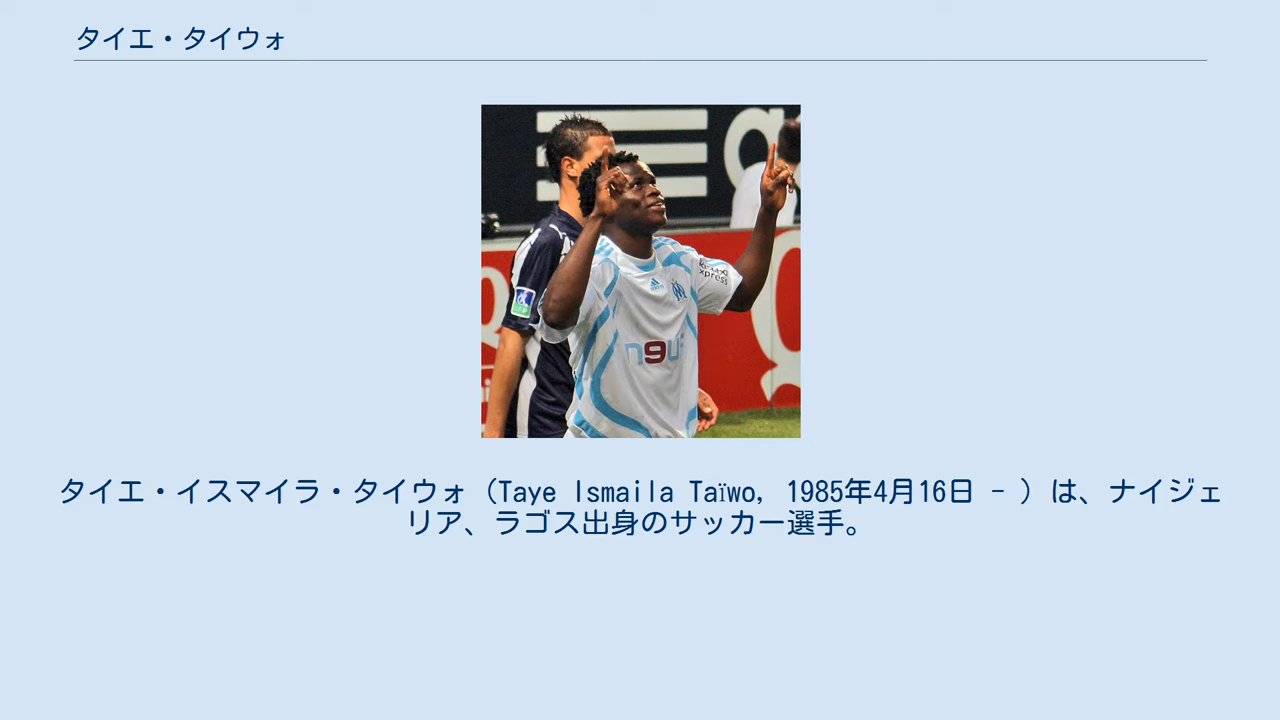 タイエ・タイウォ
タイエ・イスマイラ・タイウォ（Taye Ismaila Taïwo, 1985年4月16日 - ）は、ナイジェ
リア、ラゴス出身のサッカー選手。